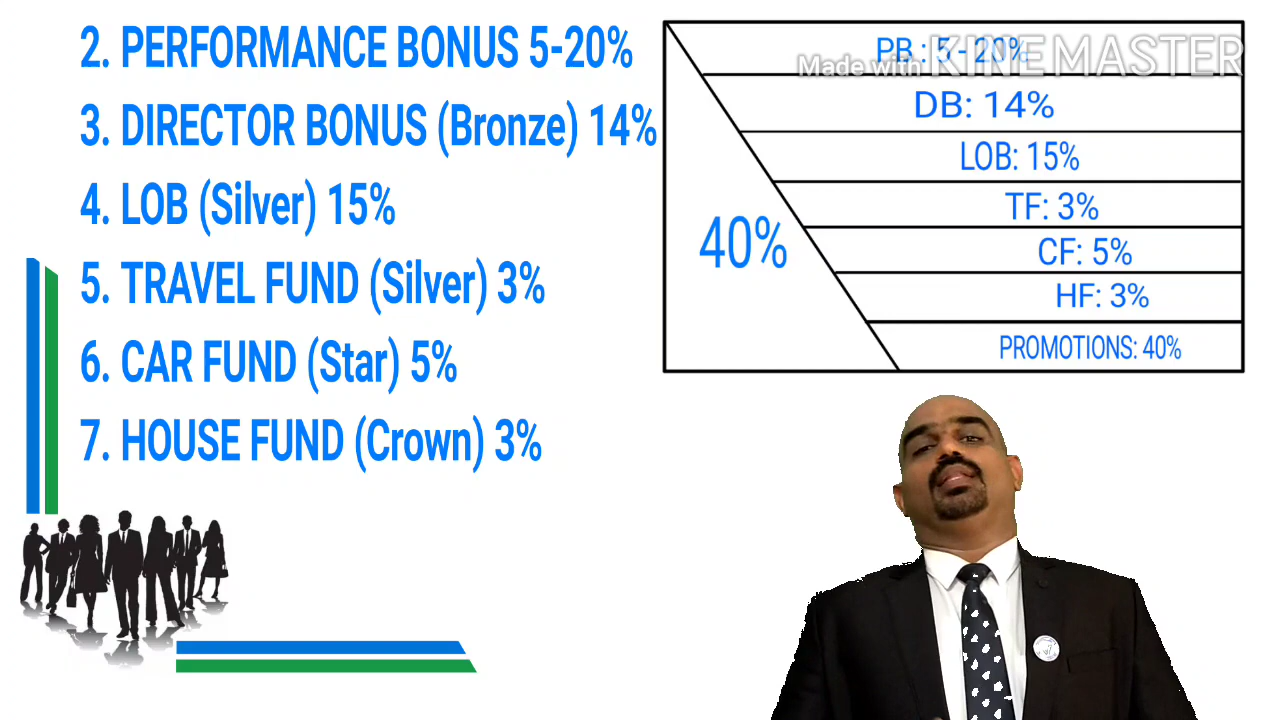 2. PERFORMANCE BONUS 5-20%
3. DIRECTOR BONUS (Bronze) 14%
4. LOB (Silver) 15%
5. TRAVEL FUND (Silver) 3%
6. CAR FUND (Star) 5%
7. HOUSE FUND (Crown) 3%
PB : 5 - 20%
Made with KINEMASTER
DB: 14%
LOB: 15%
TF: 3%
40%
CF: 5%
HF: 3%
PROMOTIONS: 40%